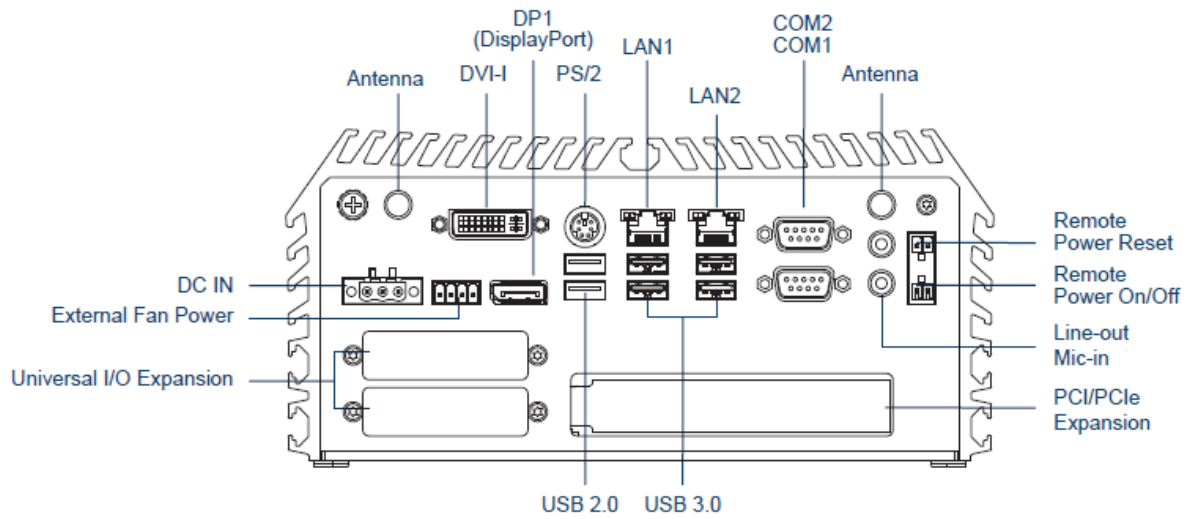 DP1
(DisplayPort)
LAN1
COM2
COM1
Antenna
DVI-I
PS/2
LAN2
Antenna
Remote
Power Reset
DC IN
Remote
Power On/Off
External Fan Power
Line-out
Mic-in
Universal I/O Expansion
PCI/PCIe
Expansion
USB 2.0
USB 3.0